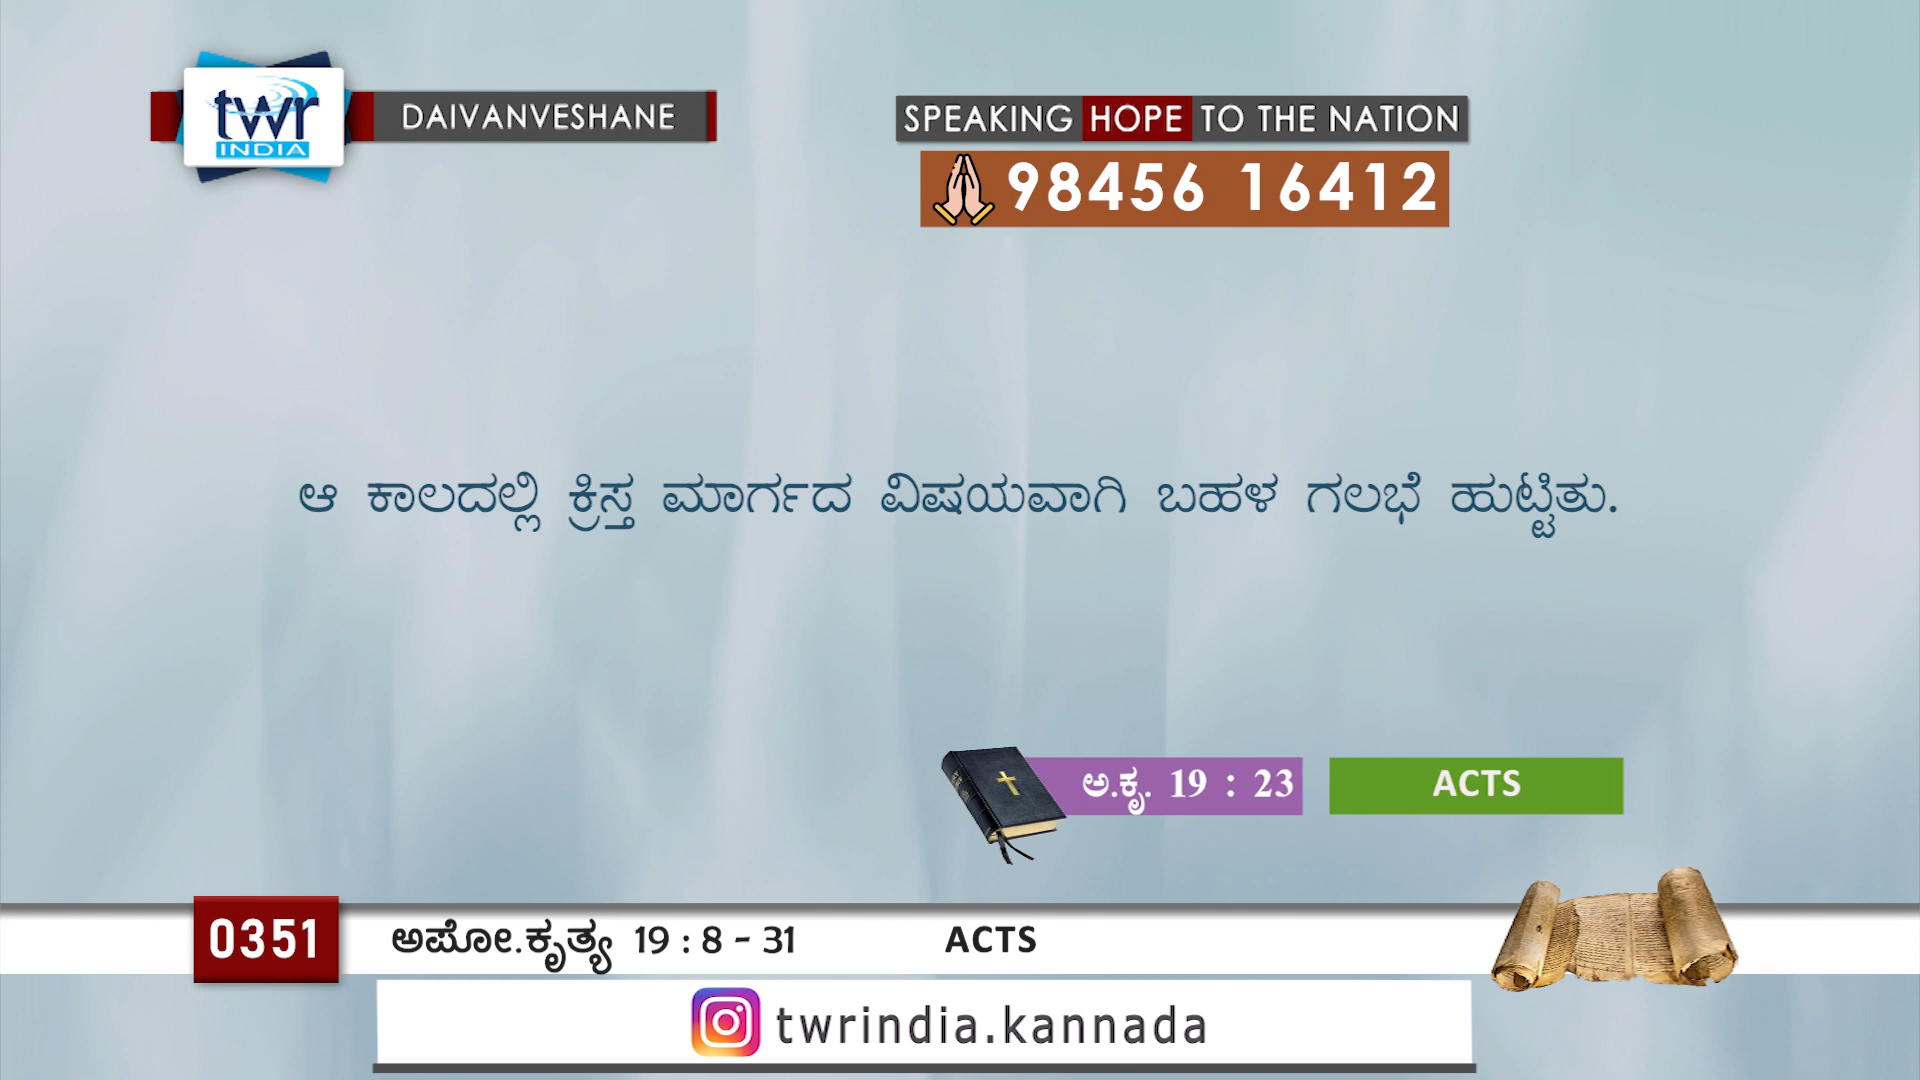 twr
INDIA
DAIVANVESHANE
SPEAKING HOPE TO THE NATION
98456 16412
ಆ ಕಾಲದಲ್ಲಿ ಕ್ರಿಸ್ತ ಮಾರ್ಗದ ವಿಷಯವಾಗಿ ಬಹಳ ಗಲಭೆ ಹುಟ್ಟಿತು.
ಅ.ಕೃ. 19 : 23
ACTS
0351
ಅಪೋ.ಕೃತ್ಯ 19 : 8 - 31
ACTS
twrindia.kannada